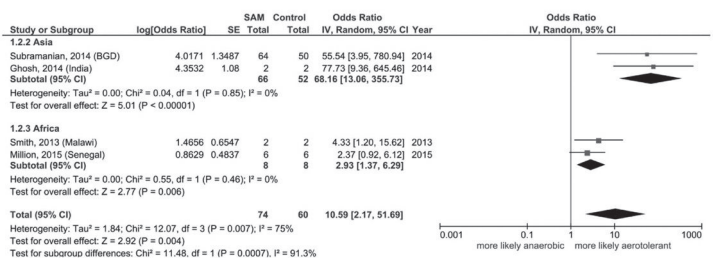 SAM Control Odds Ratio Odds Ratio
Study or Subgroup log[Odds Ratio] SE Total Total IV, Random, 95% CI Year IV, Random, 95% CI
1.2.2 Asia
Subramanian, 2014 (BGD) 4.0171 1.3487 64 50 55.54 [3.95, 780.94] 2014
Ghosh, 2014 (India) 4.3532 1.08 2 2 77.73 [9.36, 645.46] 2014
Subtotal (95% CI) 66 52 68.16 [13.06, 355.73]
Heterogeneity: Tau² = 0.00; Chi² = 0.04, df = 1 (P = 0.85); I² = 0%
Test for overall effect: Z = 5.01 (P < 0.00001)
1.2.3 Africa
Smith, 2013 (Malawi) 1.4656 0.6547 2 2 4.33 [1.20, 15.62] 2013
Million, 2015 (Senegal) 0.8629 0.4837 6 6 2.37 [0.92, 6.12] 2015
Subtotal (95% CI) 8 8 2.93 [1.37, 6.29]
Heterogeneity: Tau² = 0.00; Chi² = 0.55, df = 1 (P = 0.46); I² = 0%
Test for overall effect: Z = 2.77 (P = 0.006)
Total (95% CI) 74 60 10.59 [2.17, 51.69]
Heterogeneity: Tau² = 1.84; Chi² = 12.07, df = 3 (P = 0.007); I² = 75%
Test for overall effect: Z = 2.92 (P = 0.004)
Test for subgroup differences: Chi² = 11.48, df = 1 (P = 0.0007), I² = 91.3%
0.001 0.1 1 10 1000
more likely anaerobic more likely aerotolerant